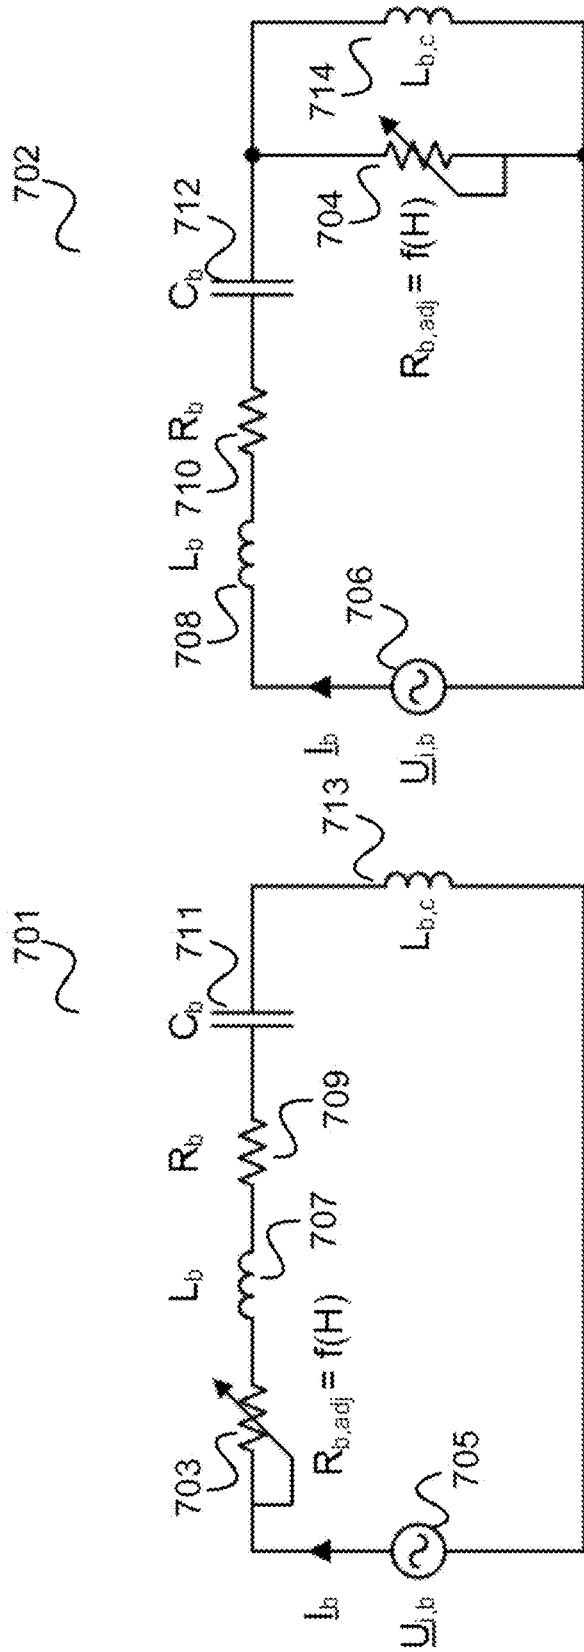 701
703
R_b,adj = f(H)
L_b
707
R_b
709
C_b
711
L_b,c
713
I_b
U_i,b
705
702
708
L_b
710
R_b
C_b
712
704
R_b,adj = f(H)
714
L_b,c
I_b
U_i,b
706